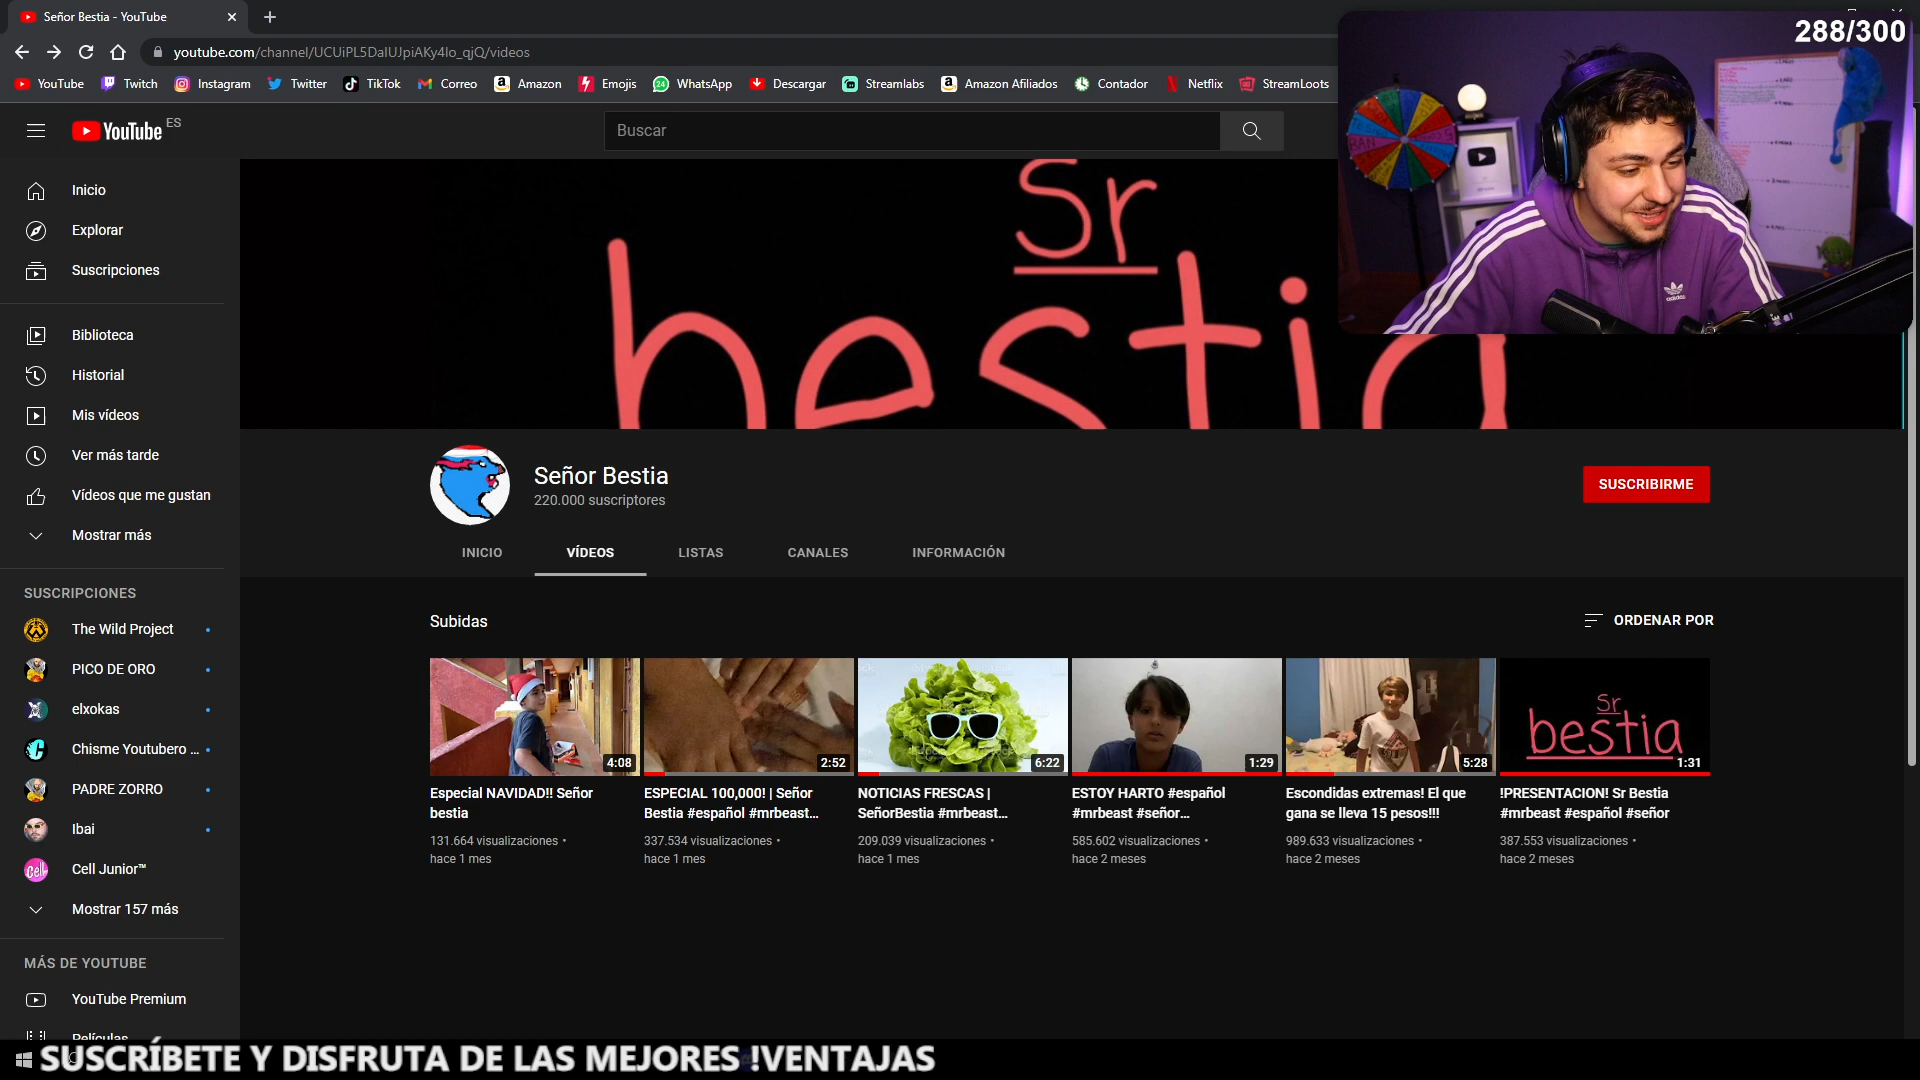 Señor Bestia - YouTube
288/300
youtube.com/channel/UCUiPL5DalUJpiAKy4lo_qjQ/videos
YouTube Twitch Instagram Twitter TikTok Correo Amazon Emojis WhatsApp Descargar Streamlabs Amazon Afiliados Contador Netflix StreamLoots
YouTube ES
Buscar
Inicio
Explorar
Suscripciones
Biblioteca
Historial
Mis vídeos
Ver más tarde
Vídeos que me gustan
Mostrar más
SUSCRIPCIONES
The Wild Project
PICO DE ORO
elxokas
Chisme Youtubero ...
PADRE ZORRO
Ibai
Cell Junior™
Mostrar 157 más
MÁS DE YOUTUBE
YouTube Premium
Películas
Sr
bestia
Señor Bestia
220.000 suscriptores
SUSCRIBIRME
INICIO VÍDEOS LISTAS CANALES INFORMACIÓN
Subidas
ORDENAR POR
4:08
Especial NAVIDAD!! Señor
bestia
131.664 visualizaciones •
hace 1 mes
2:52
ESPECIAL 100,000! | Señor
Bestia #español #mrbeast...
337.534 visualizaciones •
hace 1 mes
6:22
NOTICIAS FRESCAS |
SeñorBestia #mrbeast...
209.039 visualizaciones •
hace 1 mes
1:29
ESTOY HARTO #español
#mrbeast #señor...
585.602 visualizaciones •
hace 2 meses
5:28
Escondidas extremas! El que
gana se lleva 15 pesos!!!
989.633 visualizaciones •
hace 2 meses
Sr
bestia
1:31
!PRESENTACION! Sr Bestia
#mrbeast #español #señor
387.553 visualizaciones •
hace 2 meses
adidas
SUSCRÍBETE Y DISFRUTA DE LAS MEJORES !VENTAJAS